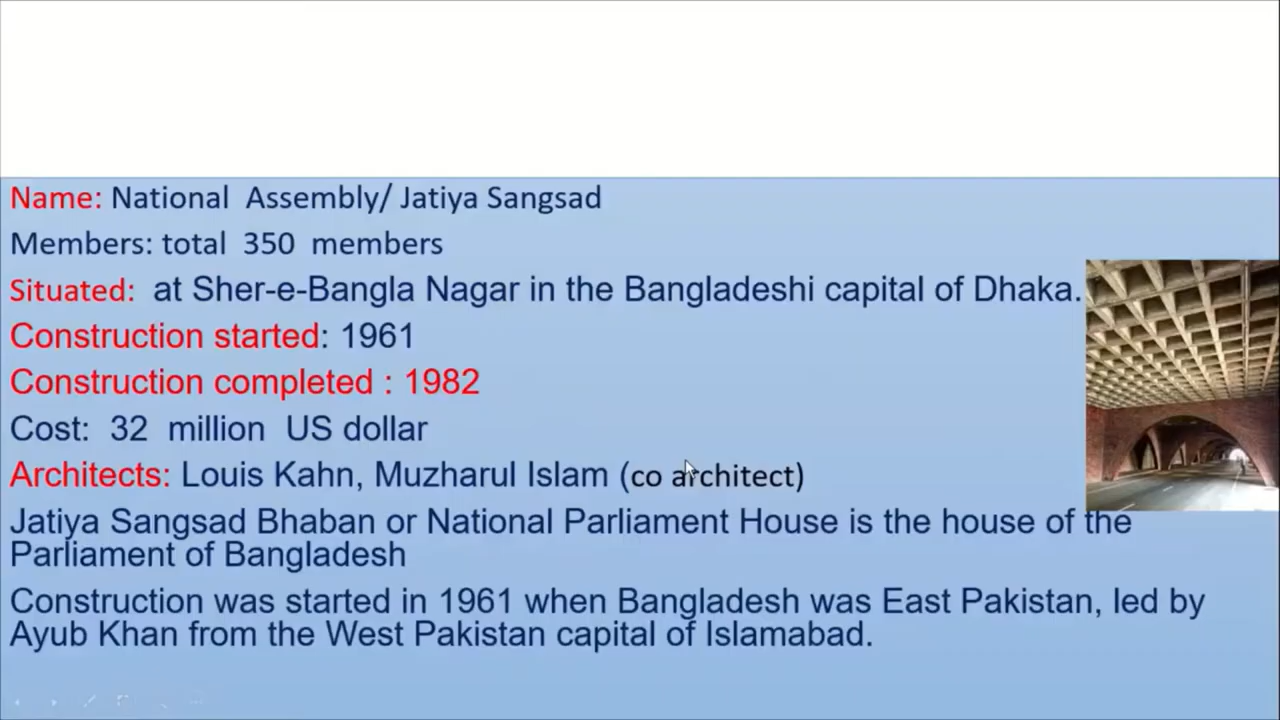 Name: National Assembly/ Jatiya Sangsad
Members: total 350 members
Situated: at Sher-e-Bangla Nagar in the Bangladeshi capital of Dhaka.
Construction started: 1961
Construction completed : 1982
Cost: 32 million US dollar
Architects: Louis Kahn, Muzharul Islam (co architect)
Jatiya Sangsad Bhaban or National Parliament House is the house of the
Parliament of Bangladesh
Construction was started in 1961 when Bangladesh was East Pakistan, led by
Ayub Khan from the West Pakistan capital of Islamabad.